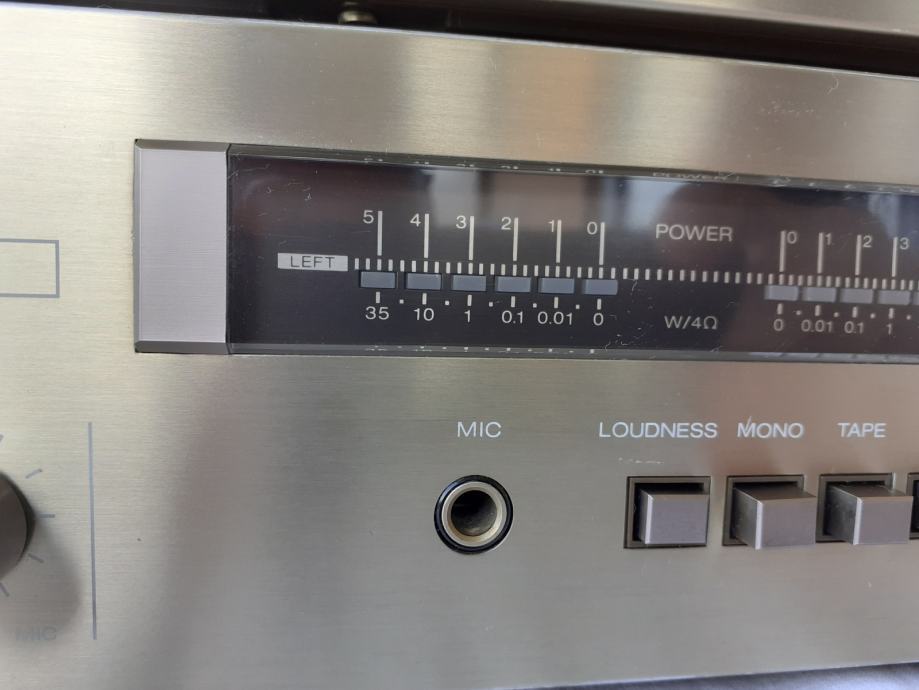 5 4 3 2 1 0 POWER 0 1 2 3
LEFT
35 10 1 0.1 0.01 0 W/4Ω 0 0.01 0.1 1
MIC LOUDNESS MONO TAPE
MIC